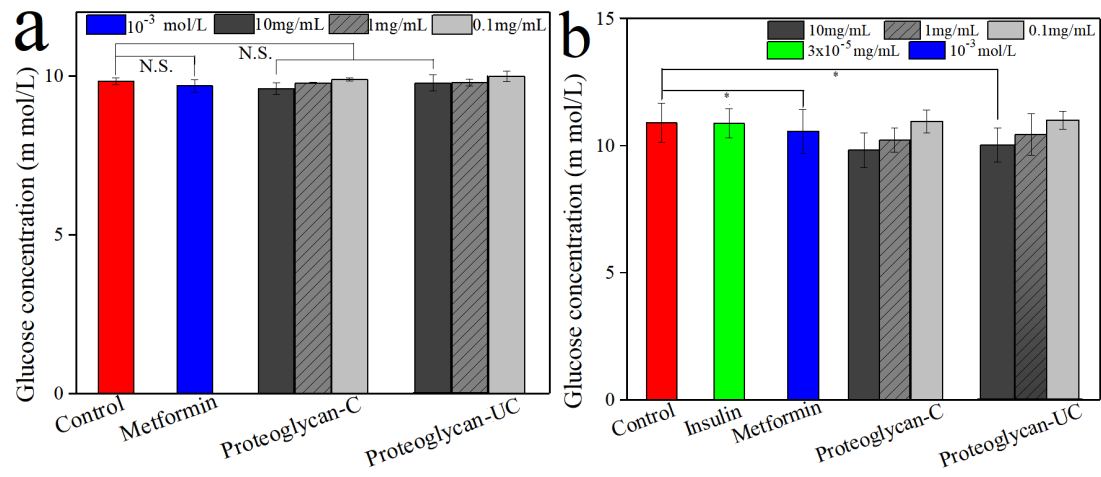 a
10⁻³ mol/L 10mg/mL 1mg/mL 0.1mg/mL
N.S.
N.S.
Glucose concentration (m mol/L)
10
5
0
Control Metformin Proteoglycan-C Proteoglycan-UC
b
10mg/mL 1mg/mL 0.1mg/mL
3x10⁻⁵ mg/mL 10⁻³ mol/L
*
*
Glucose concentration (m mol/L)
15
10
5
0
Control Insulin Metformin Proteoglycan-C Proteoglycan-UC